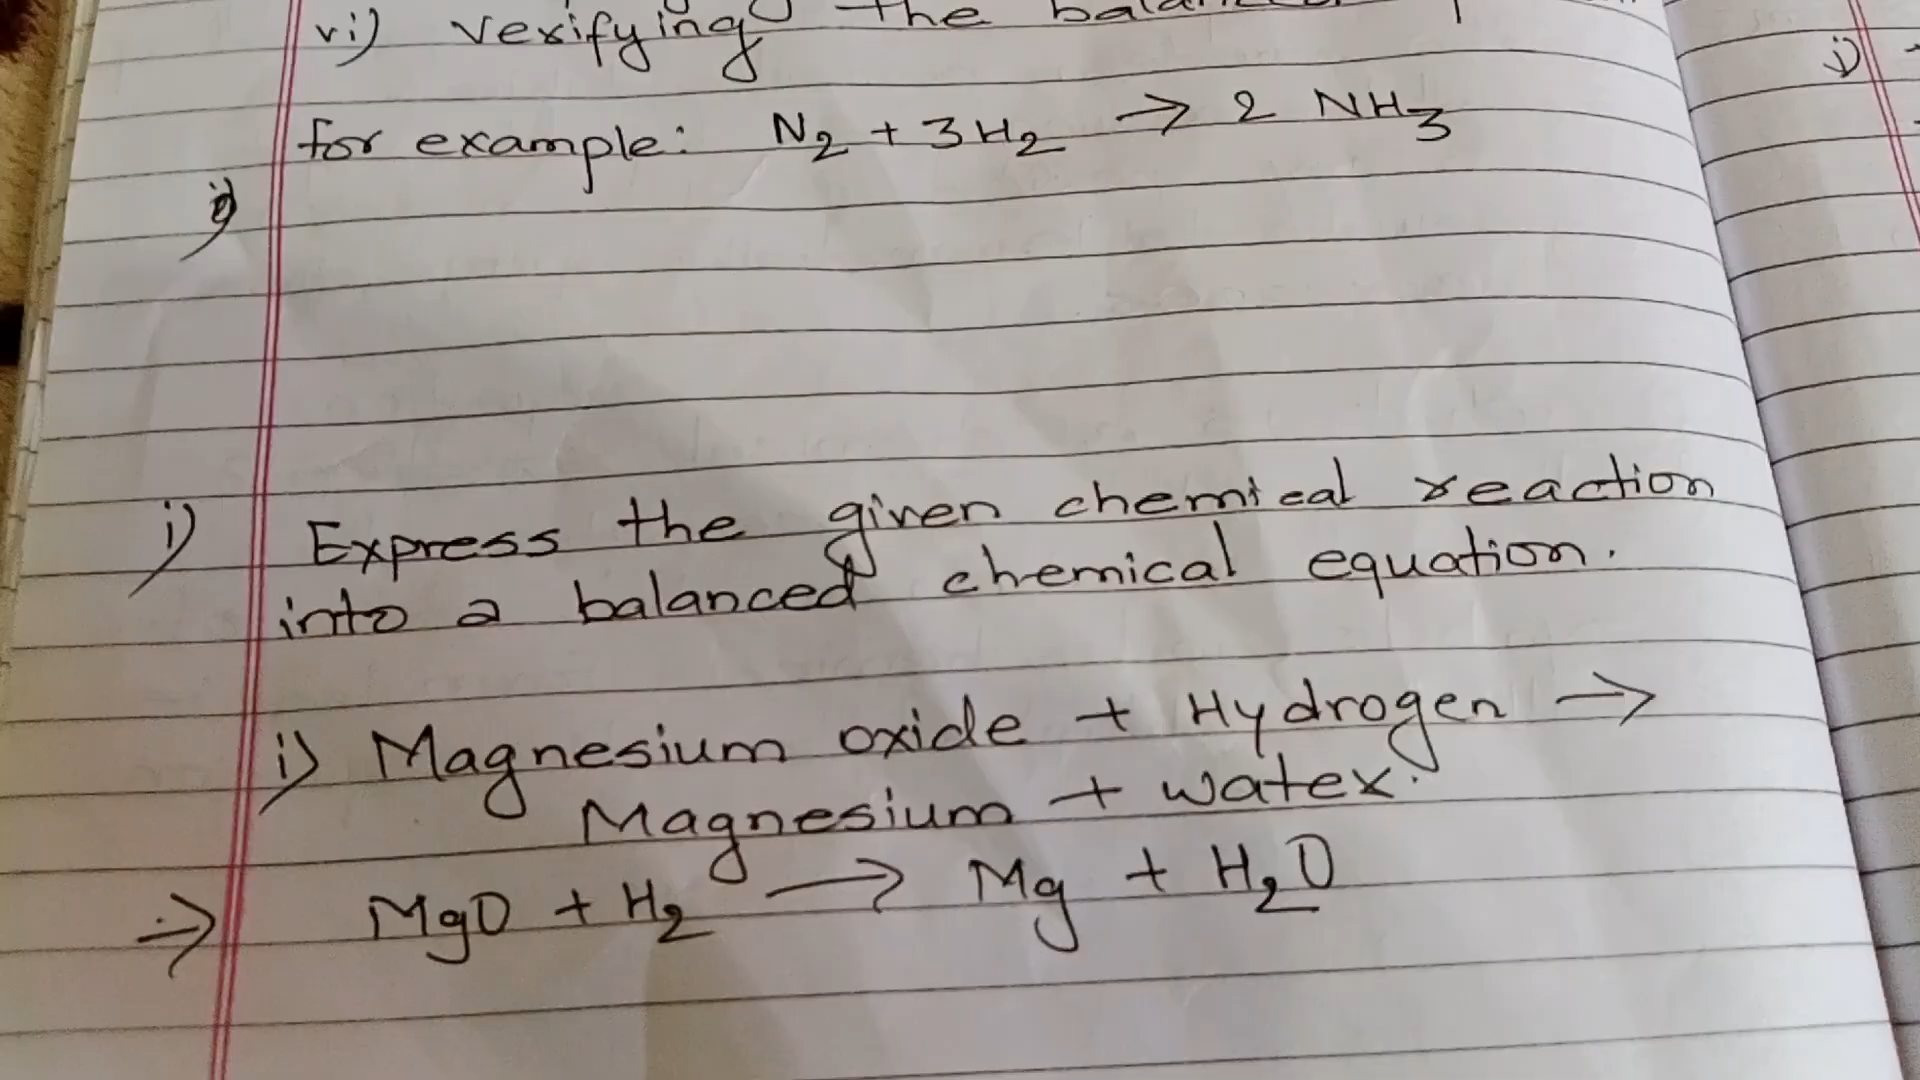 vi) verifying the
for example: N₂ + 3H₂ → 2 NH₃
i) Express the given chemical reaction
into a balanced chemical equation.
i) Magnesium oxide + Hydrogen →
Magnesium + water.
⇒ MgO + H₂ → Mg + H₂O
i)